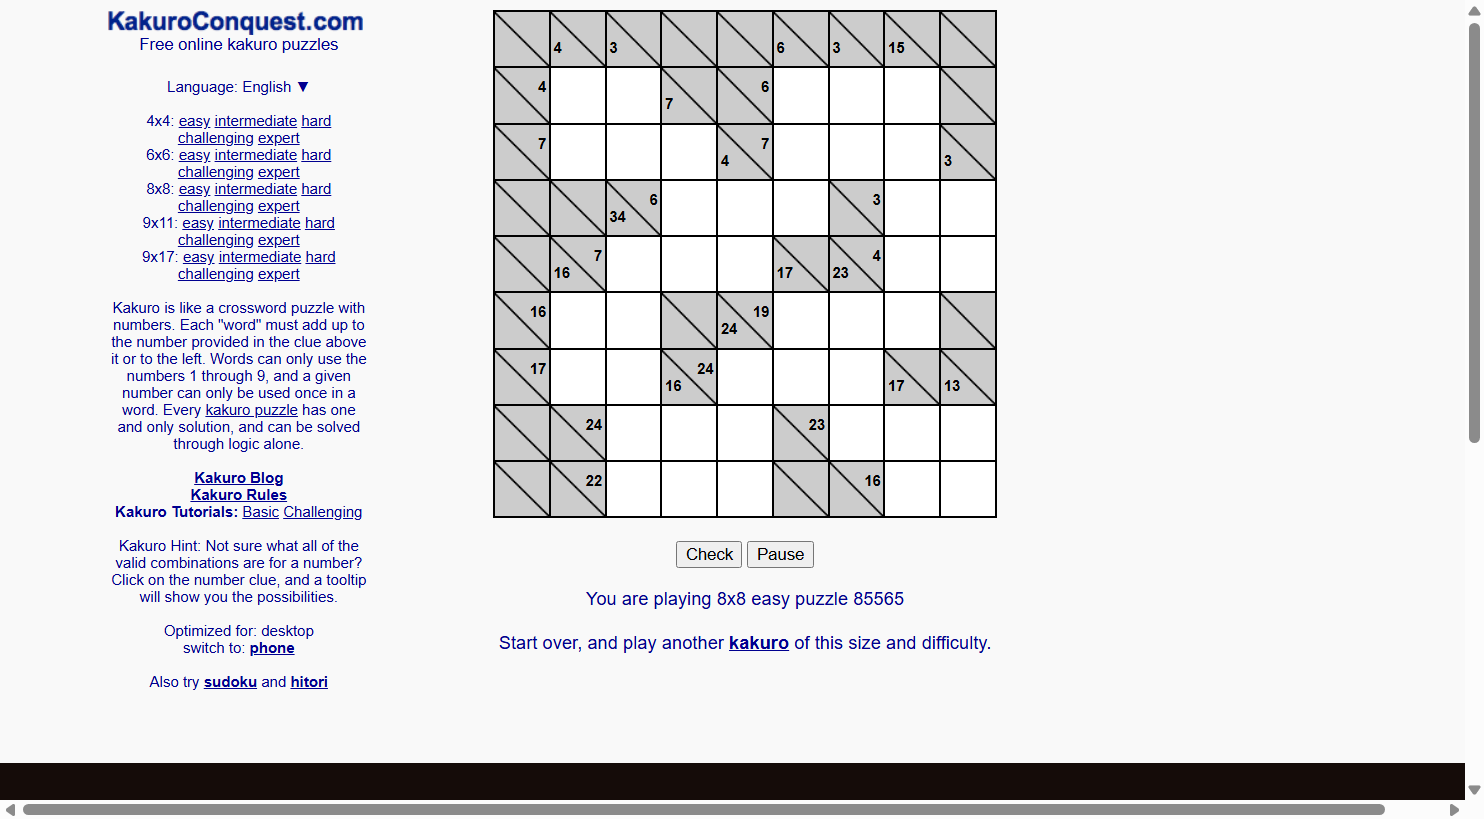 KakuroConquest.com
Free online kakuro puzzles
Language: English ▼
4x4: easy intermediate hard
challenging expert
6x6: easy intermediate hard
challenging expert
8x8: easy intermediate hard
challenging expert
9x11: easy intermediate hard
challenging expert
9x17: easy intermediate hard
challenging expert
Kakuro is like a crossword puzzle with
numbers. Each "word" must add up to
the number provided in the clue above
it or to the left. Words can only use the
numbers 1 through 9, and a given
number can only be used once in a
word. Every kakuro puzzle has one
and only solution, and can be solved
through logic alone.
Kakuro Blog
Kakuro Rules
Kakuro Tutorials: Basic Challenging
Kakuro Hint: Not sure what all of the
valid combinations are for a number?
Click on the number clue, and a tooltip
will show you the possibilities.
Optimized for: desktop
switch to: phone
Also try sudoku and hitori
4 3 6 3 15
4 7 6
7 4 7 3
34 6 3
16 7 17 23 4
16 24 19
17 16 24 17 13
24 23
22 16
Check Pause
You are playing 8x8 easy puzzle 85565
Start over, and play another kakuro of this size and difficulty.